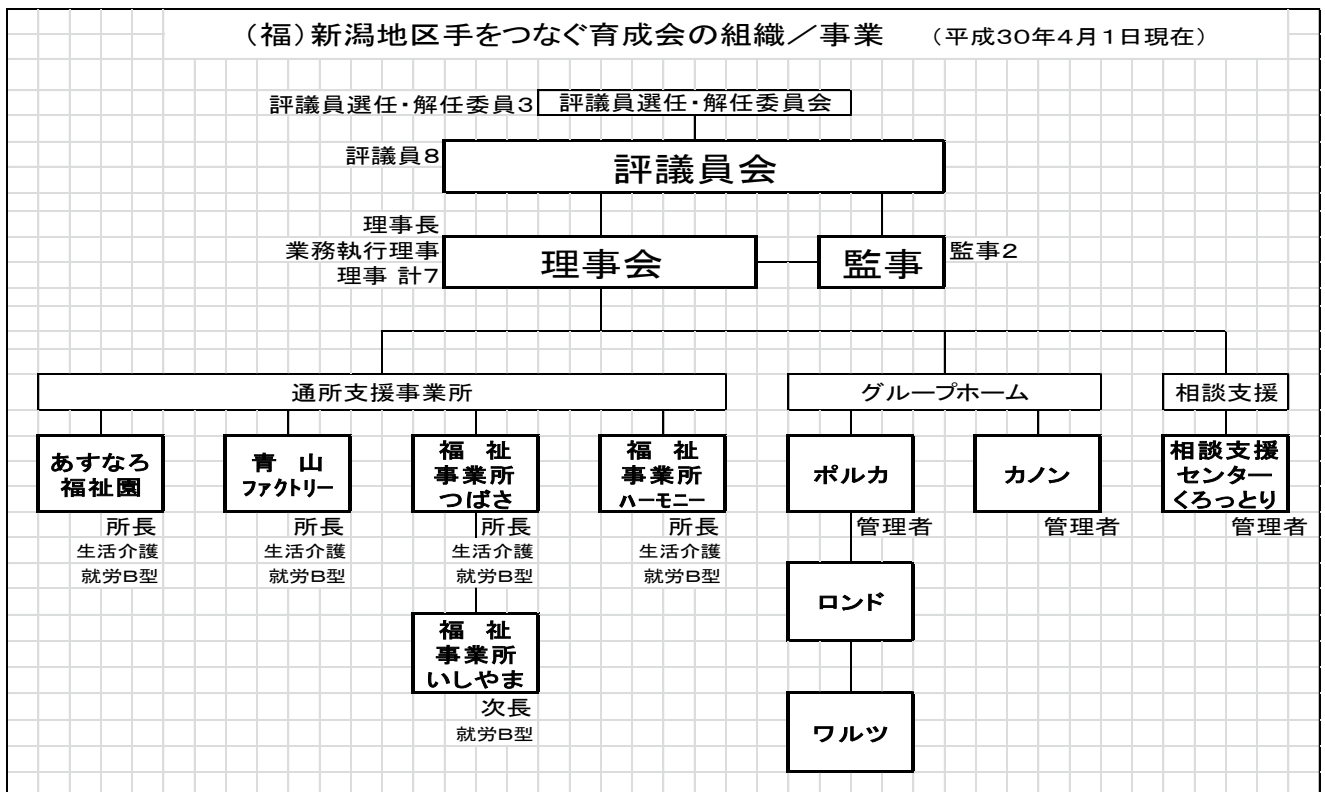 （福）新潟地区手をつなぐ育成会の組織／事業　（平成30年4月1日現在）
評議員選任・解任委員3
評議員選任・解任委員会
評議員8
評議員会
理事長
業務執行理事
理事 計7
理事会
監事
監事2
通所支援事業所
グループホーム
相談支援
あすなろ
福祉園
青　山
ファクトリー
福　祉
事業所
つばさ
福　祉
事業所
ハーモニー
ポルカ
カノン
相談支援
センター
くろっとり
所長
生活介護
就労B型
所長
生活介護
就労B型
所長
生活介護
就労B型
所長
生活介護
就労B型
管理者
管理者
管理者
福　祉
事業所
いしやま
次長
就労B型
ロンド
ワルツ